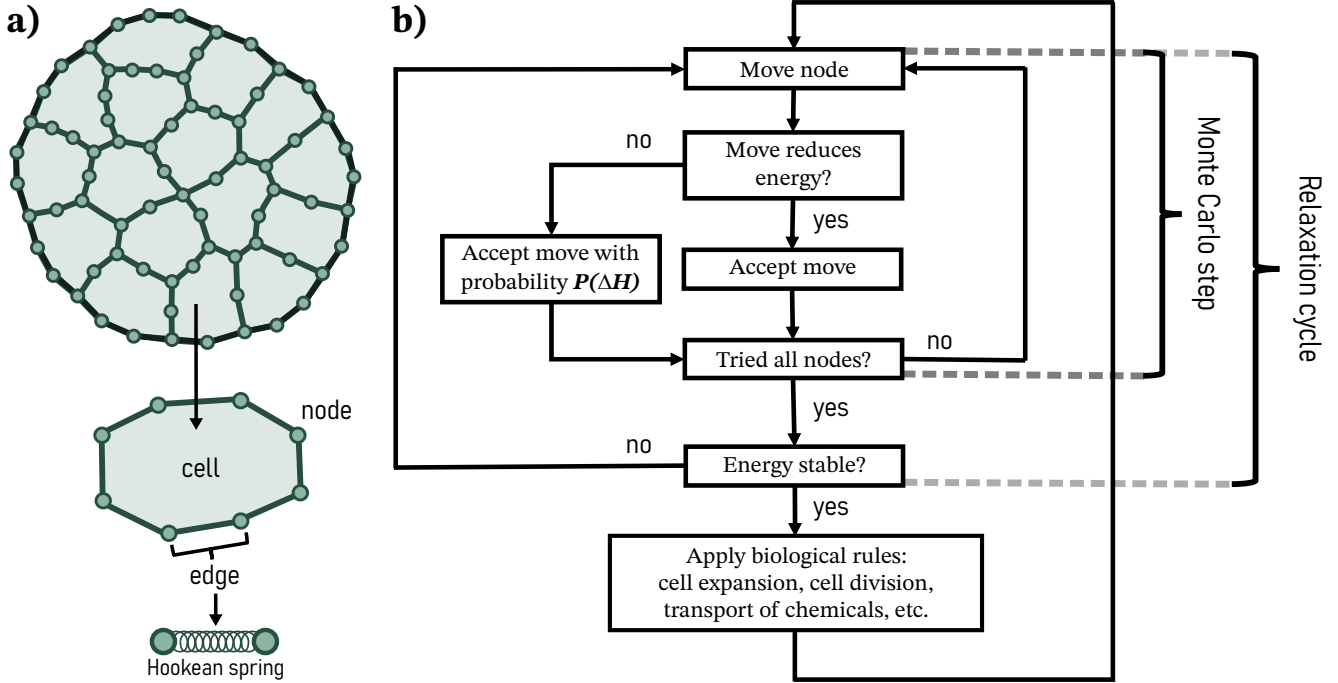 a)
node
cell
edge
Hookean spring
b)
Move node
no
Move reduces
energy?
yes
Accept move with
probability P(ΔH)
Accept move
Tried all nodes?
no
yes
no
Energy stable?
yes
Apply biological rules:
cell expansion, cell division,
transport of chemicals, etc.
Monte Carlo step
Relaxation cycle